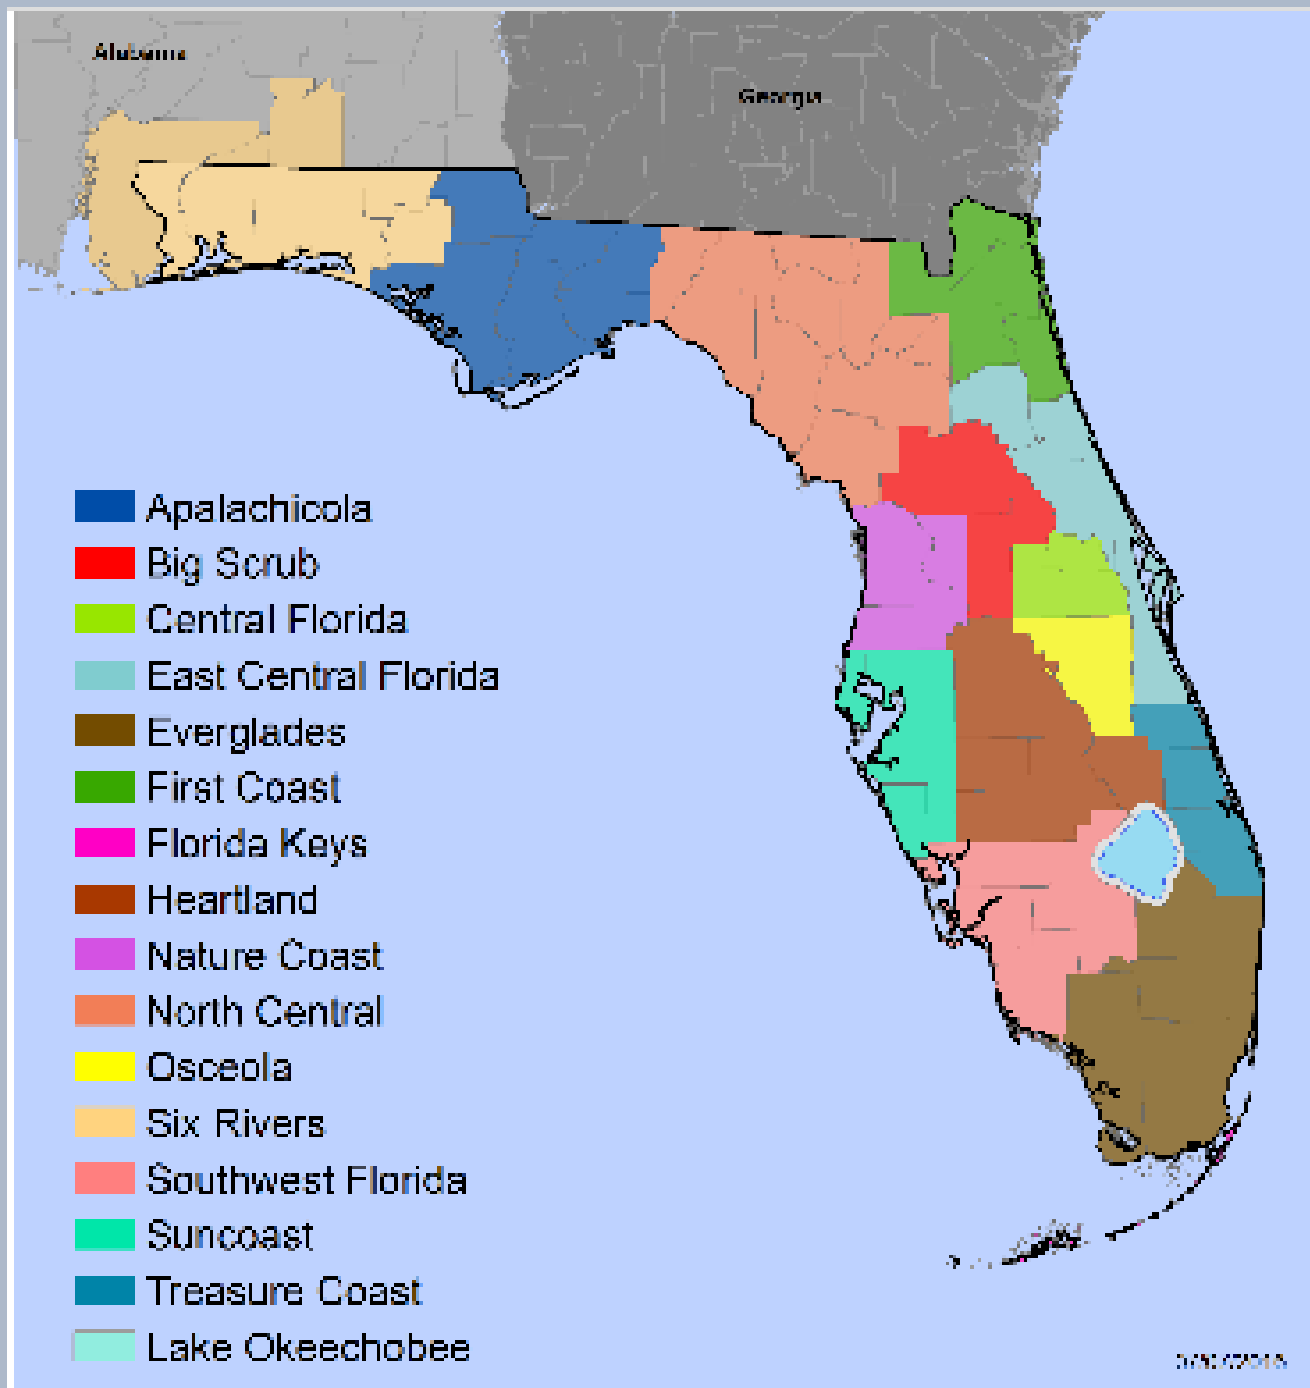 Alabama
Georgia
Apalachicola
Big Scrub
Central Florida
East Central Florida
Everglades
First Coast
Florida Keys
Heartland
Nature Coast
North Central
Osceola
Six Rivers
Southwest Florida
Suncoast
Treasure Coast
Lake Okeechobee